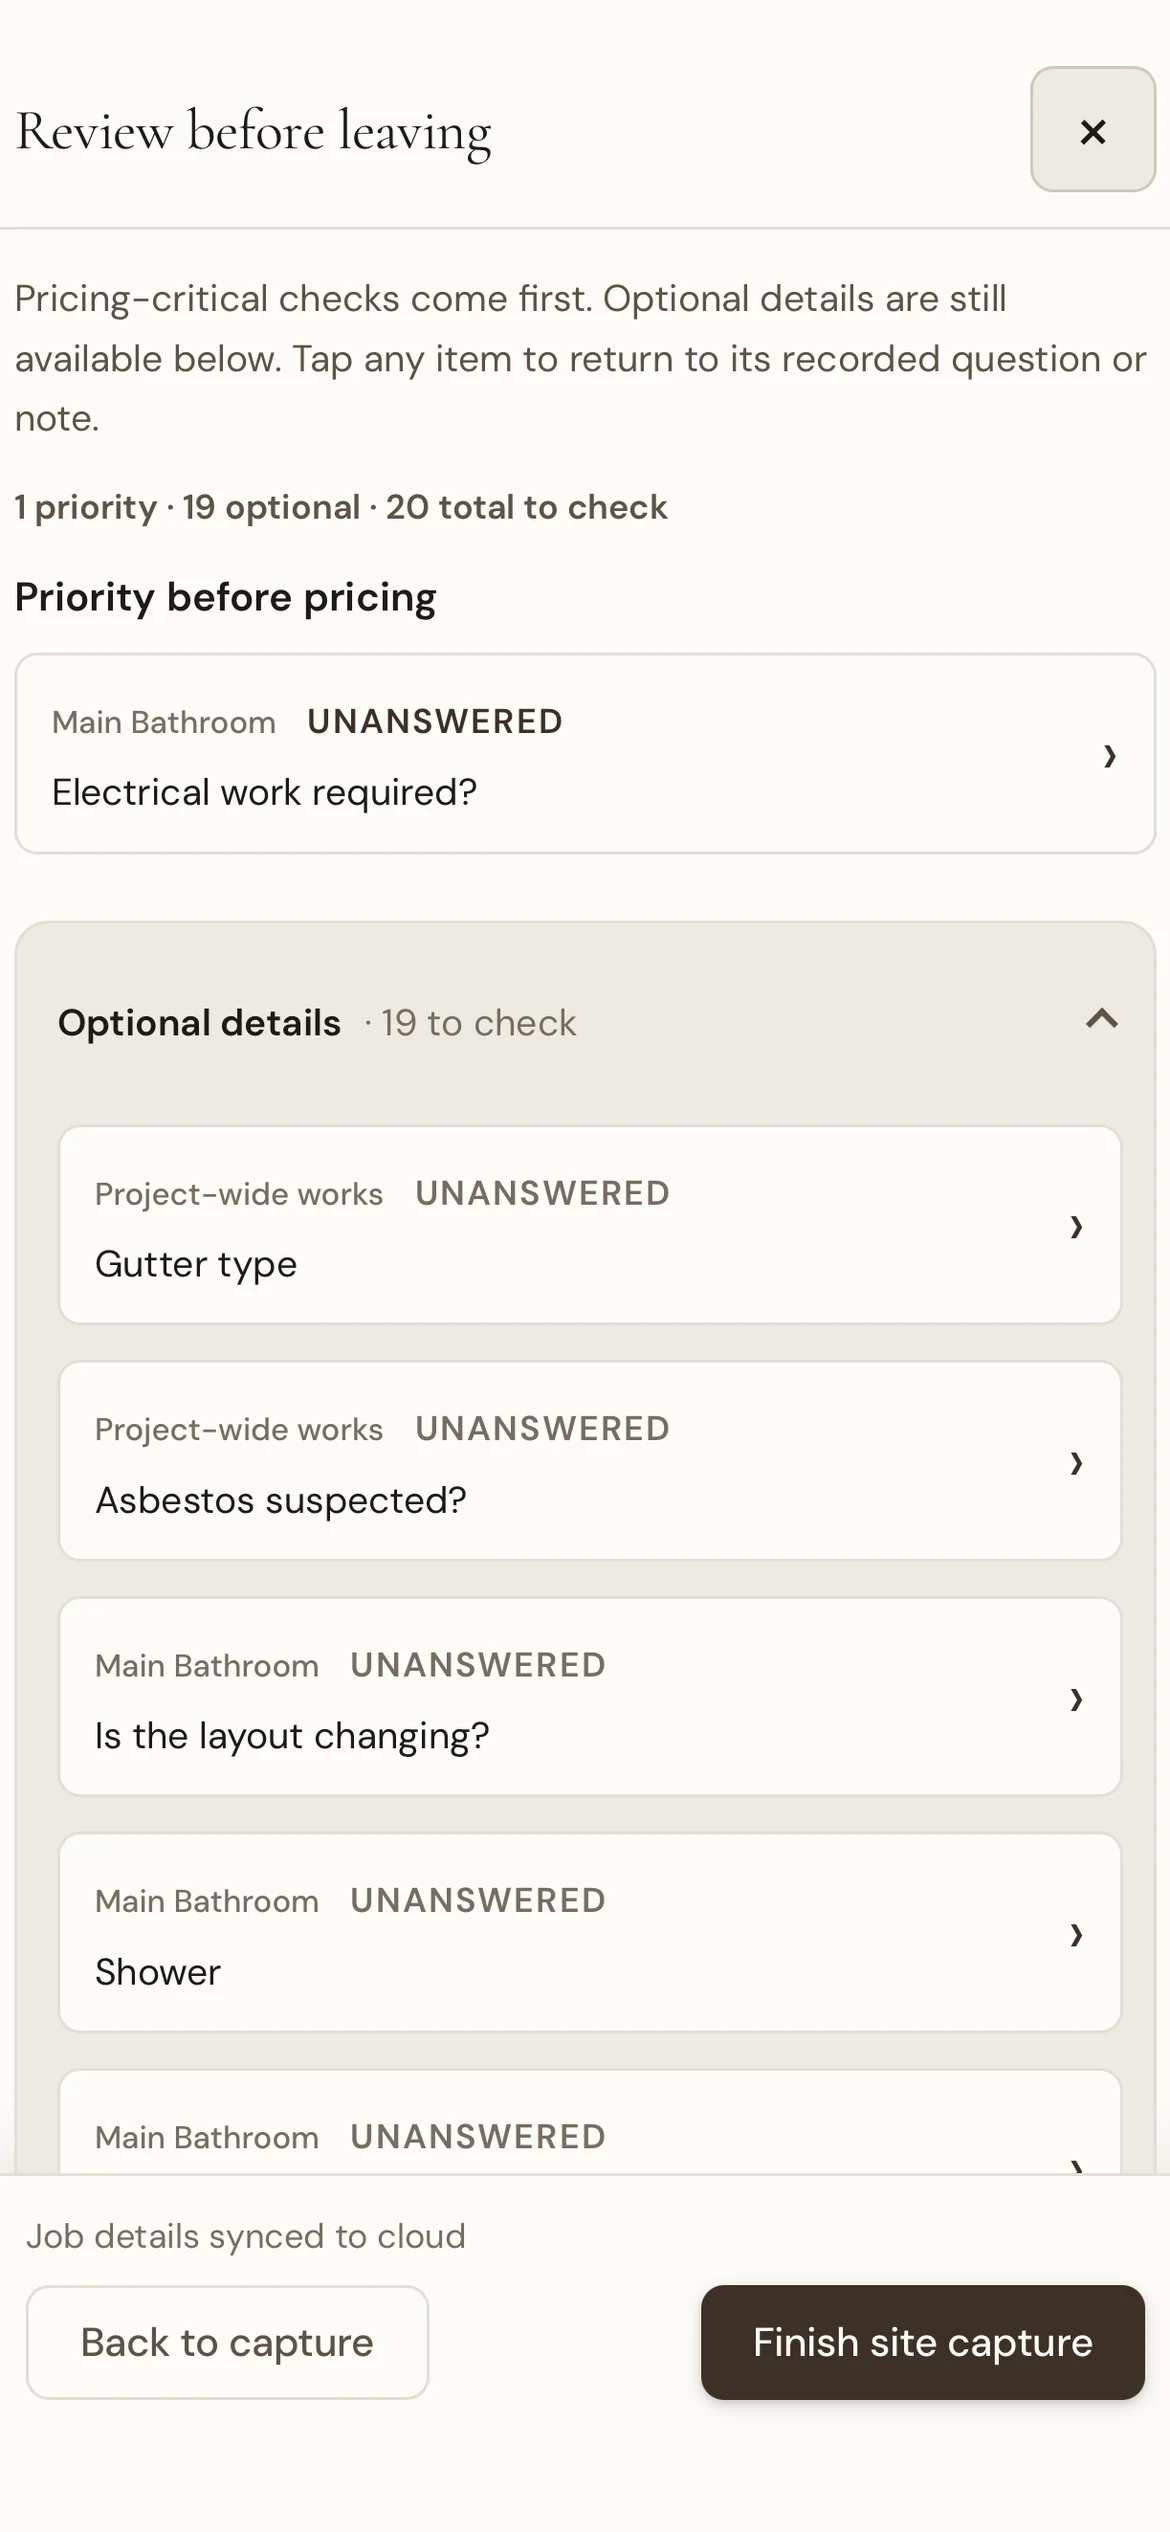 Review before leaving
×
Pricing-critical checks come first. Optional details are still
available below. Tap any item to return to its recorded question or
note.
1 priority · 19 optional · 20 total to check
Priority before pricing
Main Bathroom UNANSWERED
Electrical work required?
Optional details · 19 to check
Project-wide works UNANSWERED
Gutter type
Project-wide works UNANSWERED
Asbestos suspected?
Main Bathroom UNANSWERED
Is the layout changing?
Main Bathroom UNANSWERED
Shower
Main Bathroom UNANSWERED
Job details synced to cloud
Back to capture
Finish site capture